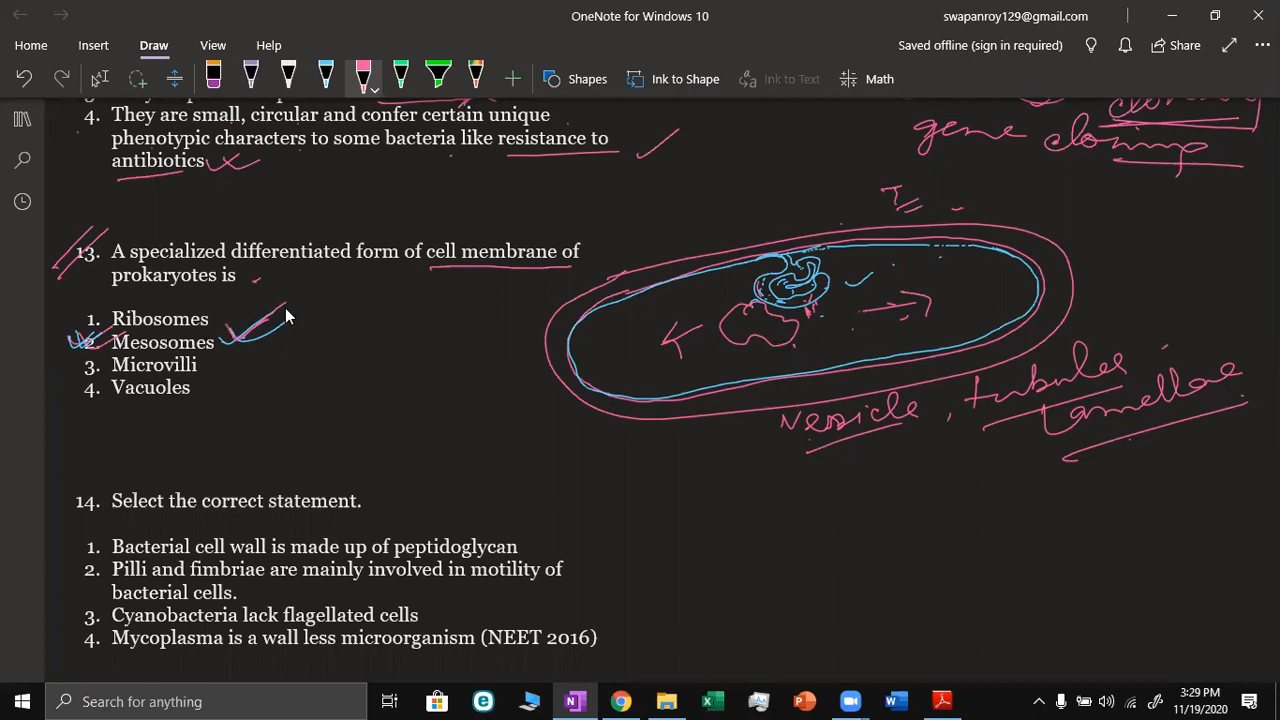 OneNote for Windows 10
swapanroy129@gmail.com
Home Insert Draw View Help
Saved offline (sign in required)
Share
Shapes
Ink to Shape
Ink to Text
Math
4. They are small, circular and confer certain unique
phenotypic characters to some bacteria like resistance to
antibiotics
cloning
gene cloning
13. A specialized differentiated form of cell membrane of
prokaryotes is
1. Ribosomes
2. Mesosomes
3. Microvilli
4. Vacuoles
vesicle, tubules
Lamellae
14. Select the correct statement.
1. Bacterial cell wall is made up of peptidoglycan
2. Pilli and fimbriae are mainly involved in motility of
bacterial cells.
3. Cyanobacteria lack flagellated cells
4. Mycoplasma is a wall less microorganism (NEET 2016)
Search for anything
3:29 PM
11/19/2020